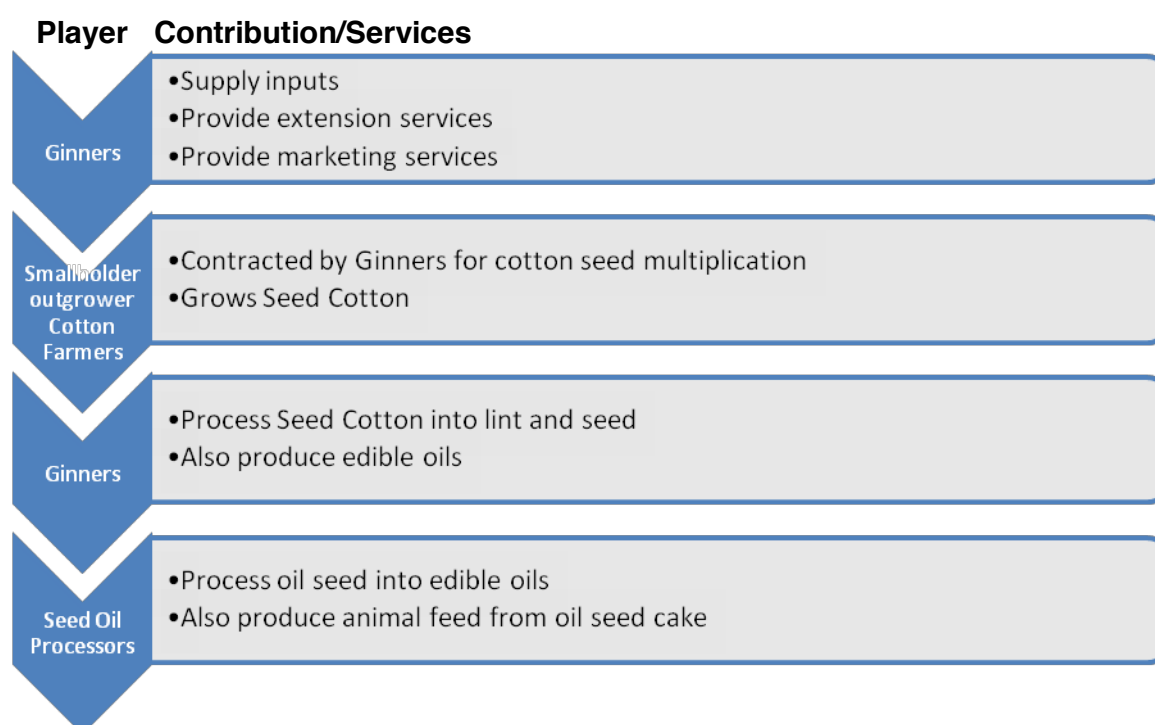 Player Contribution/Services
•Supply inputs
•Provide extension services
Ginners
•Provide marketing services
•Contracted by Ginners for cotton seed multiplication
•Grows Seed Cotton
Smallholder
outgrower
Cotton
Farmers
•Process Seed Cotton into lint and seed
•Also produce edible oils
Ginners
•Process oil seed into edible oils
•Also produce animal feed from oil seed cake
Seed Oil
Processors